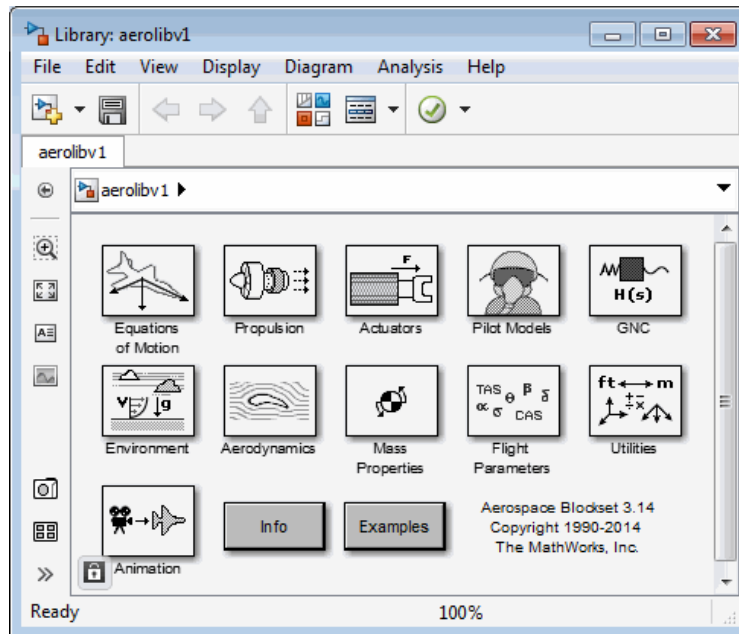 Library: aerolibv1
File Edit View Display Diagram Analysis Help
aerolibv1
aerolibv1
F
H(s)
Equations
of Motion
Propulsion
Actuators
Pilot Models
GNC
V g
TAS θ β δ
α σ CAS
ft m
Environment
Aerodynamics
Mass
Properties
Flight
Parameters
Utilities
Animation
Info
Examples
Aerospace Blockset 3.14
Copyright 1990-2014
The MathWorks, Inc.
Ready
100%